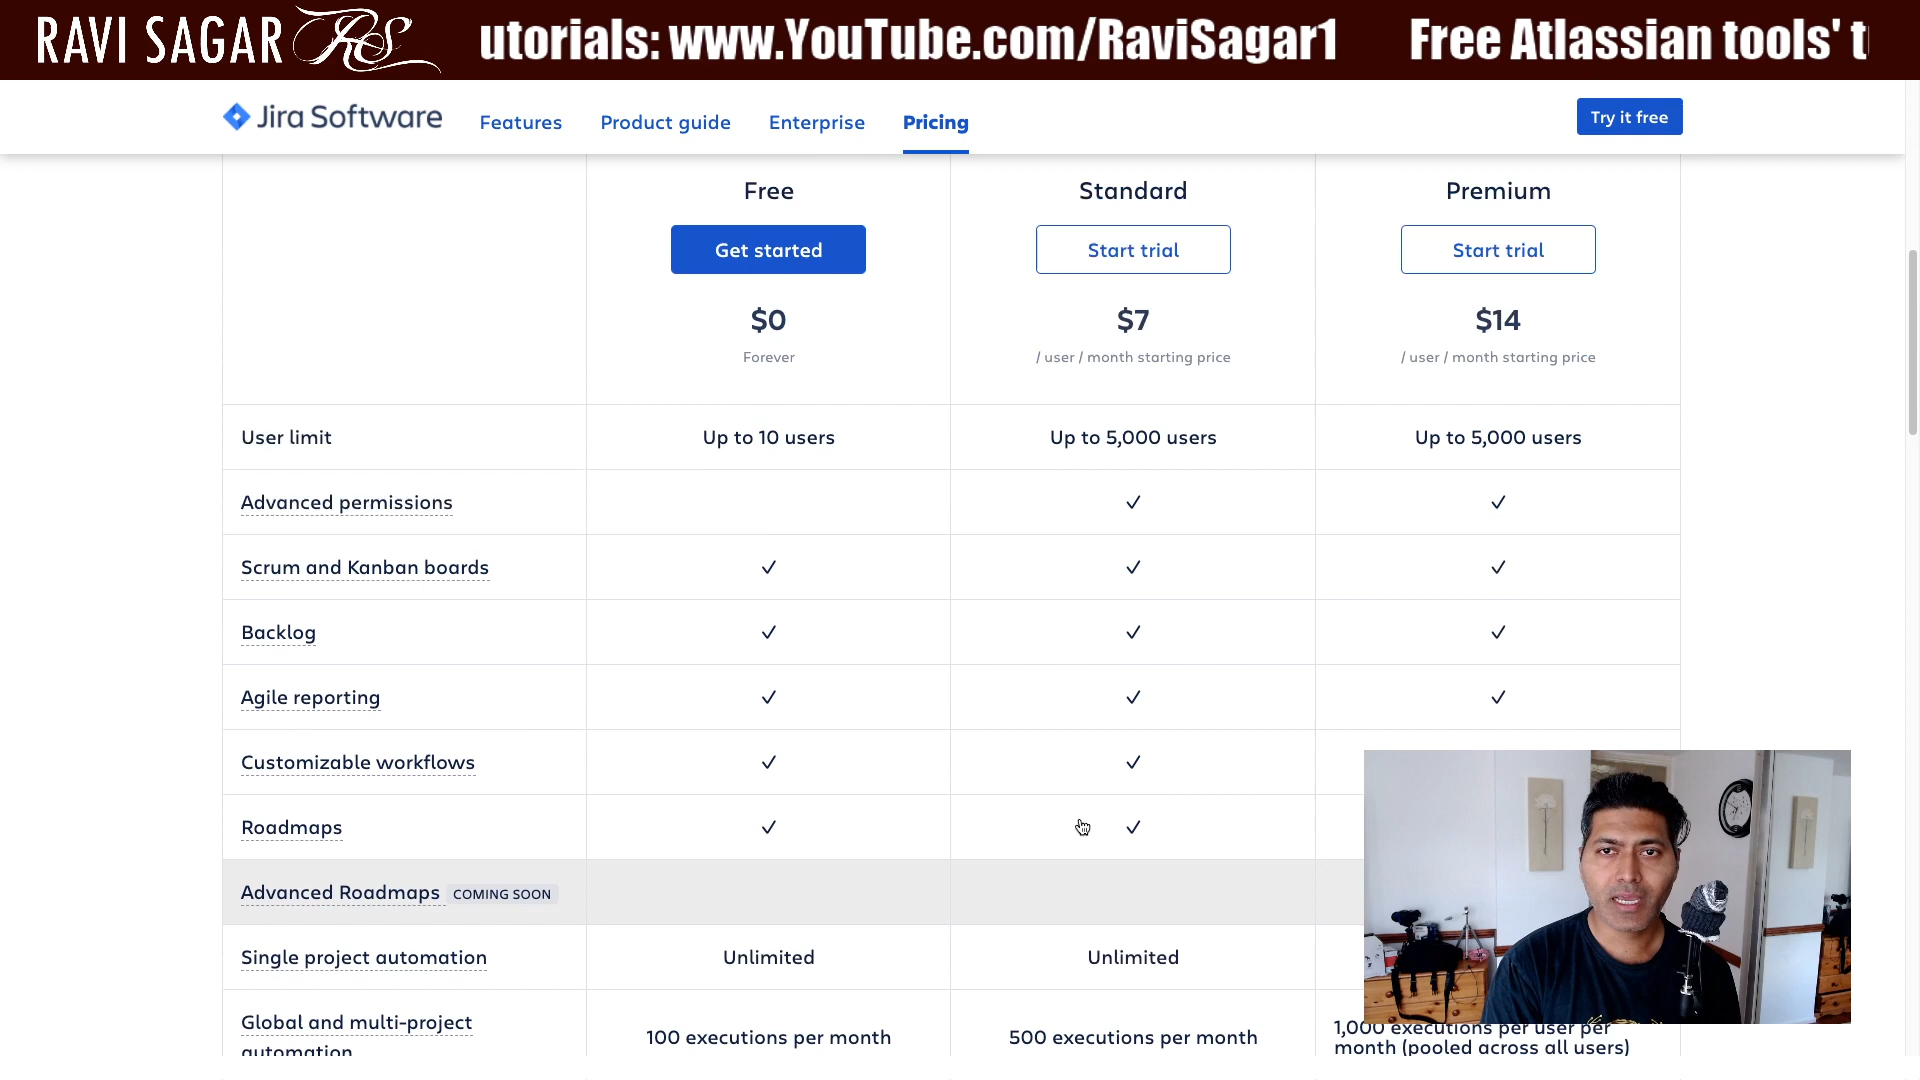 RAVI SAGAR RS utorials: www.YouTube.com/RaviSagar1 Free Atlassian tools' t
Jira Software Features Product guide Enterprise Pricing Try it free
Free Standard Premium
Get started Start trial Start trial
$0 $7 $14
Forever / user / month starting price / user / month starting price
User limit Up to 10 users Up to 5,000 users Up to 5,000 users
Advanced permissions ✓ ✓
Scrum and Kanban boards ✓ ✓ ✓
Backlog ✓ ✓ ✓
Agile reporting ✓ ✓ ✓
Customizable workflows ✓ ✓
Roadmaps ✓ ✓
Advanced Roadmaps COMING SOON
Single project automation Unlimited Unlimited
Global and multi-project automation 100 executions per month 500 executions per month 1,000 executions per user per
month (pooled across all users)